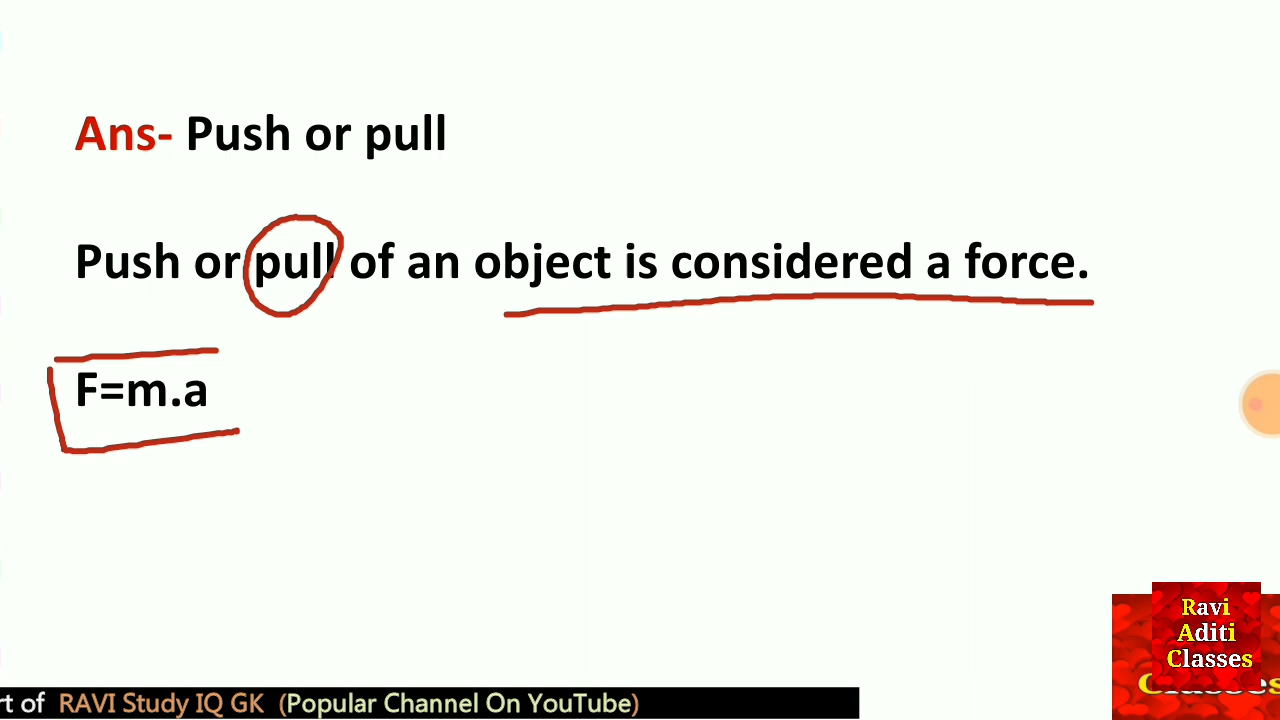 Ans- Push or pull
Push or pull of an object is considered a force.
F=m.a
Ravi
Aditi
Classes
Classes
rt of RAVI Study IQ GK (Popular Channel On YouTube)